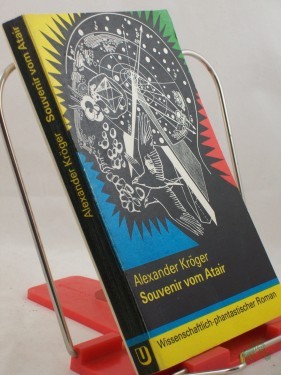 Alexander Kröger Souvenir vom Atair
Alexander Kröger
Souvenir vom Atair
Wissenschaftlich-phantastischer Roman
U